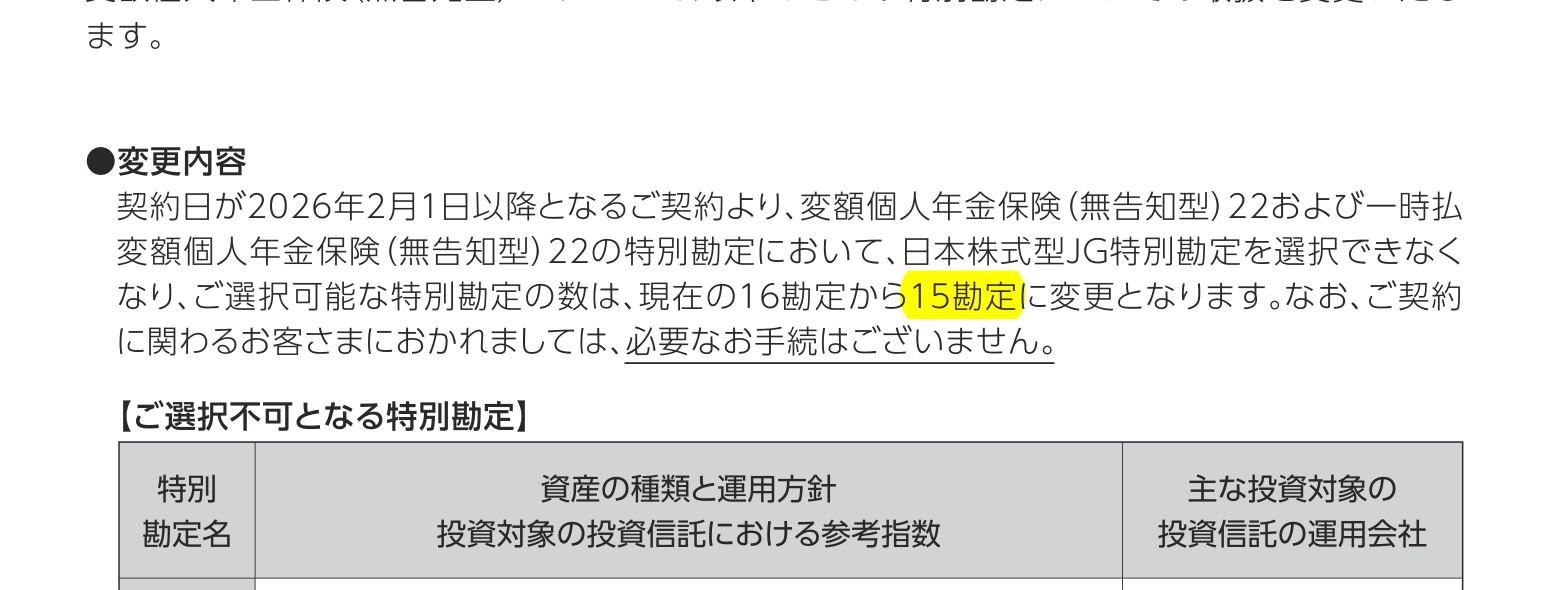 ます。
●変更内容
契約日が2026年2月1日以降となるご契約より、変額個人年金保険(無告知型)22および一時払
変額個人年金保険(無告知型)22の特別勘定において、日本株式型JG特別勘定を選択できなく
なり、ご選択可能な特別勘定の数は、現在の16勘定から15勘定に変更となります。なお、ご契約
に関わるお客さまにおかれましては、必要なお手続はございません。
【ご選択不可となる特別勘定】
特別
勘定名
資産の種類と運用方針
投資対象の投資信託における参考指数
主な投資対象の
投資信託の運用会社